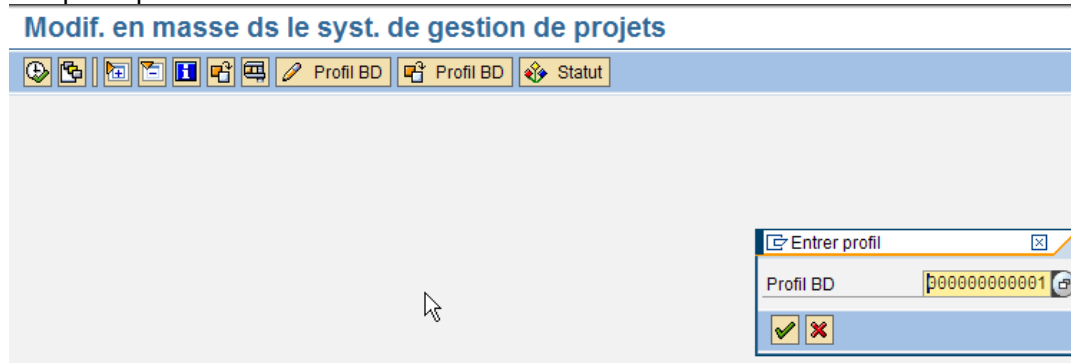 Modif. en masse ds le syst. de gestion de projets
Profil BD Profil BD Statut
Entrer profil
Profil BD 000000000001